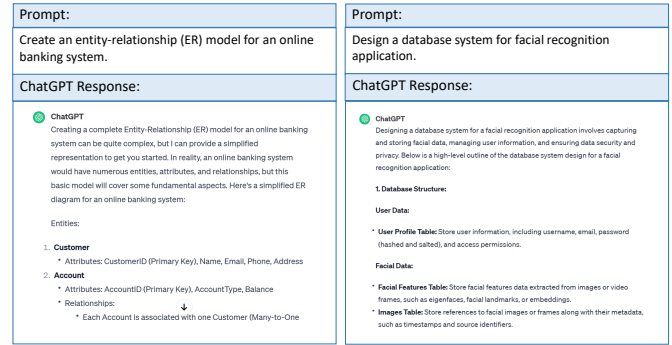 Prompt:
Create an entity-relationship (ER) model for an online
banking system.
ChatGPT Response:
ChatGPT
Creating a complete Entity-Relationship (ER) model for an online banking
system can be quite complex, but I can provide a simplified
representation to get you started. In reality, an online banking system
would have numerous entities, attributes, and relationships, but this
basic model will cover some fundamental aspects. Here's a simplified ER
diagram for an online banking system:
Entities:
1. Customer
• Attributes: CustomerID (Primary Key), Name, Email, Phone, Address
2. Account
• Attributes: AccountID (Primary Key), AccountType, Balance
• Relationships:
• Each Account is associated with one Customer (Many-to-One
Prompt:
Design a database system for facial recognition
application.
ChatGPT Response:
ChatGPT
Designing a database system for a facial recognition application involves capturing
and storing facial data, managing user information, and ensuring data security and
privacy. Below is a high-level outline of the database system design for a facial
recognition application:
1. Database Structure:
User Data:
• User Profile Table: Store user information, including username, email, password
(hashed and salted), and access permissions.
Facial Data:
• Facial Features Table: Store facial features data extracted from images or video
frames, such as eigenfaces, facial landmarks, or embeddings.
• Images Table: Store references to facial images or frames along with their metadata,
such as timestamps and source identifiers.